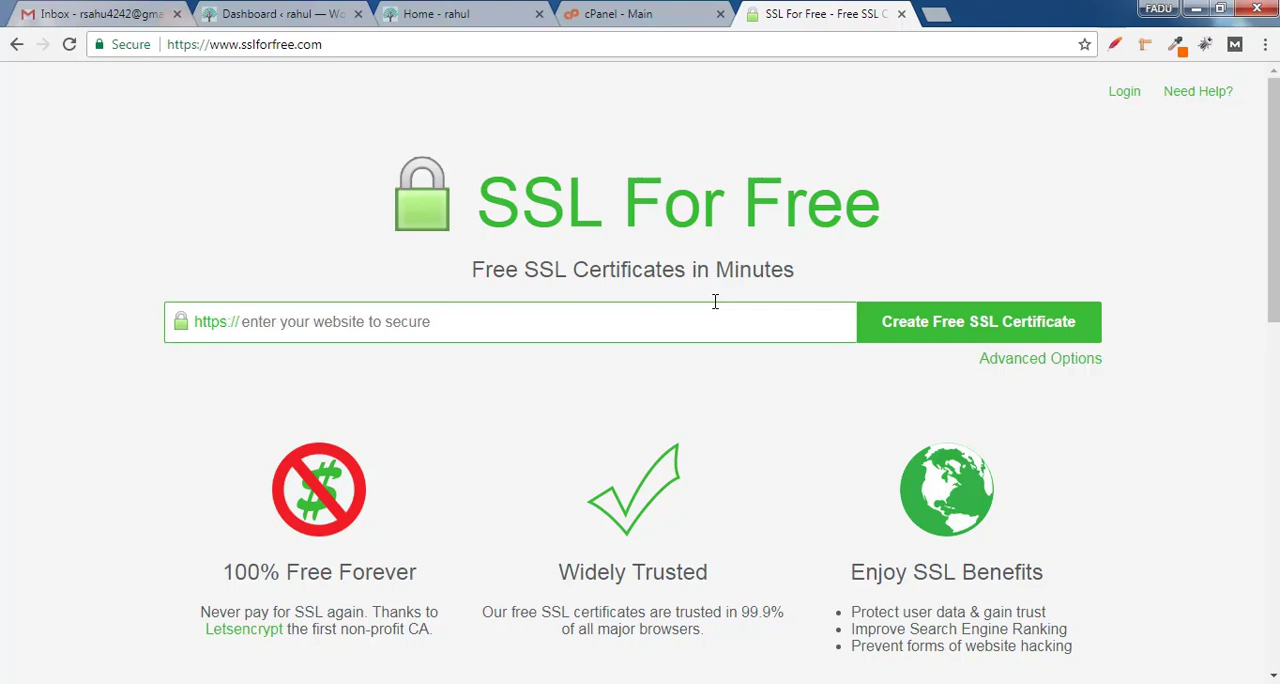 Inbox - rsahu4242@gma
Dashboard ‹ rahul — Wo
Home - rahul
cPanel - Main
SSL For Free - Free SSL C
FADU
Secure
https://www.sslforfree.com
Login
Need Help?
SSL For Free
Free SSL Certificates in Minutes
https:// enter your website to secure
Create Free SSL Certificate
Advanced Options
100% Free Forever
Never pay for SSL again. Thanks to
Letsencrypt the first non-profit CA.
Widely Trusted
Our free SSL certificates are trusted in 99.9%
of all major browsers.
Enjoy SSL Benefits
• Protect user data & gain trust
• Improve Search Engine Ranking
• Prevent forms of website hacking